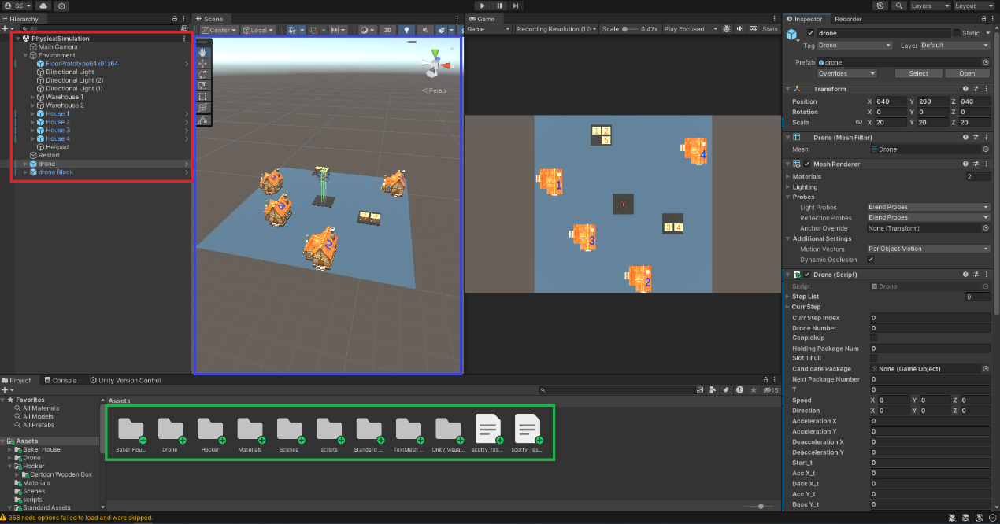 SS
Layers
Layout
Hierarchy
All
PhysicalSimulation
Main Camera
Environment
FloorPrototype64x01x64
Directional Light
Directional Light (2)
Directional Light (1)
Warehouse 1
Warehouse 2
House 1
House 2
House 3
House 4
Helipad
Restart
drone
drone Black
Scene
Center
Local
2D
Persp
1
3
2
Game
Game
Recording Resolution (12
Scale
0.47x
Play Focused
Stats
1 2
5
4
1
3 4
3
2
Inspector
Recorder
drone
Static
Tag
Drone
Layer
Default
Prefab
drone
Overrides
Select
Open
Transform
Position
X 640 Y 260 Z 640
Rotation
X 0 Y 0 Z 0
Scale
X 20 Y 20 Z 20
Drone (Mesh Filter)
Mesh
Drone
Mesh Renderer
Materials
2
Lighting
Probes
Light Probes
Blend Probes
Reflection Probes
Blend Probes
Anchor Override
None (Transform)
Additional Settings
Motion Vectors
Per Object Motion
Dynamic Occlusion
Drone (Script)
Script
Drone
Step List
0
Curr Step
Curr Step Index
0
Drone Number
0
Canpickup
Holding Package Num
0
Slot 1 Full
Candidate Package
None (Game Object)
Next Package Number
0
T
0
Speed
X 0 Y 0 Z 0
Direction
X 0 Y 0 Z 0
Acceleration X
0
Acceleration Y
0
Deacceleration X
0
Deacceleration Y
0
Start_t
0
Acc X_t
0
Dacc X_t
0
Acc Y_t
0
Dacc Y_t
0
Project
Console
Unity Version Control
15
Favorites
All Materials
All Models
All Prefabs
Assets
Baker House
Drone
Hocker
Cartoon Wooden Box
Materials
Scenes
scripts
Standard Assets
Assets
Baker Hou...
Drone
Hocker
Materials
Scenes
scripts
Standard ...
TextMesh ...
Unity.Visua...
scotty_res...
scotty_res...
358 node options failed to load and were skipped.